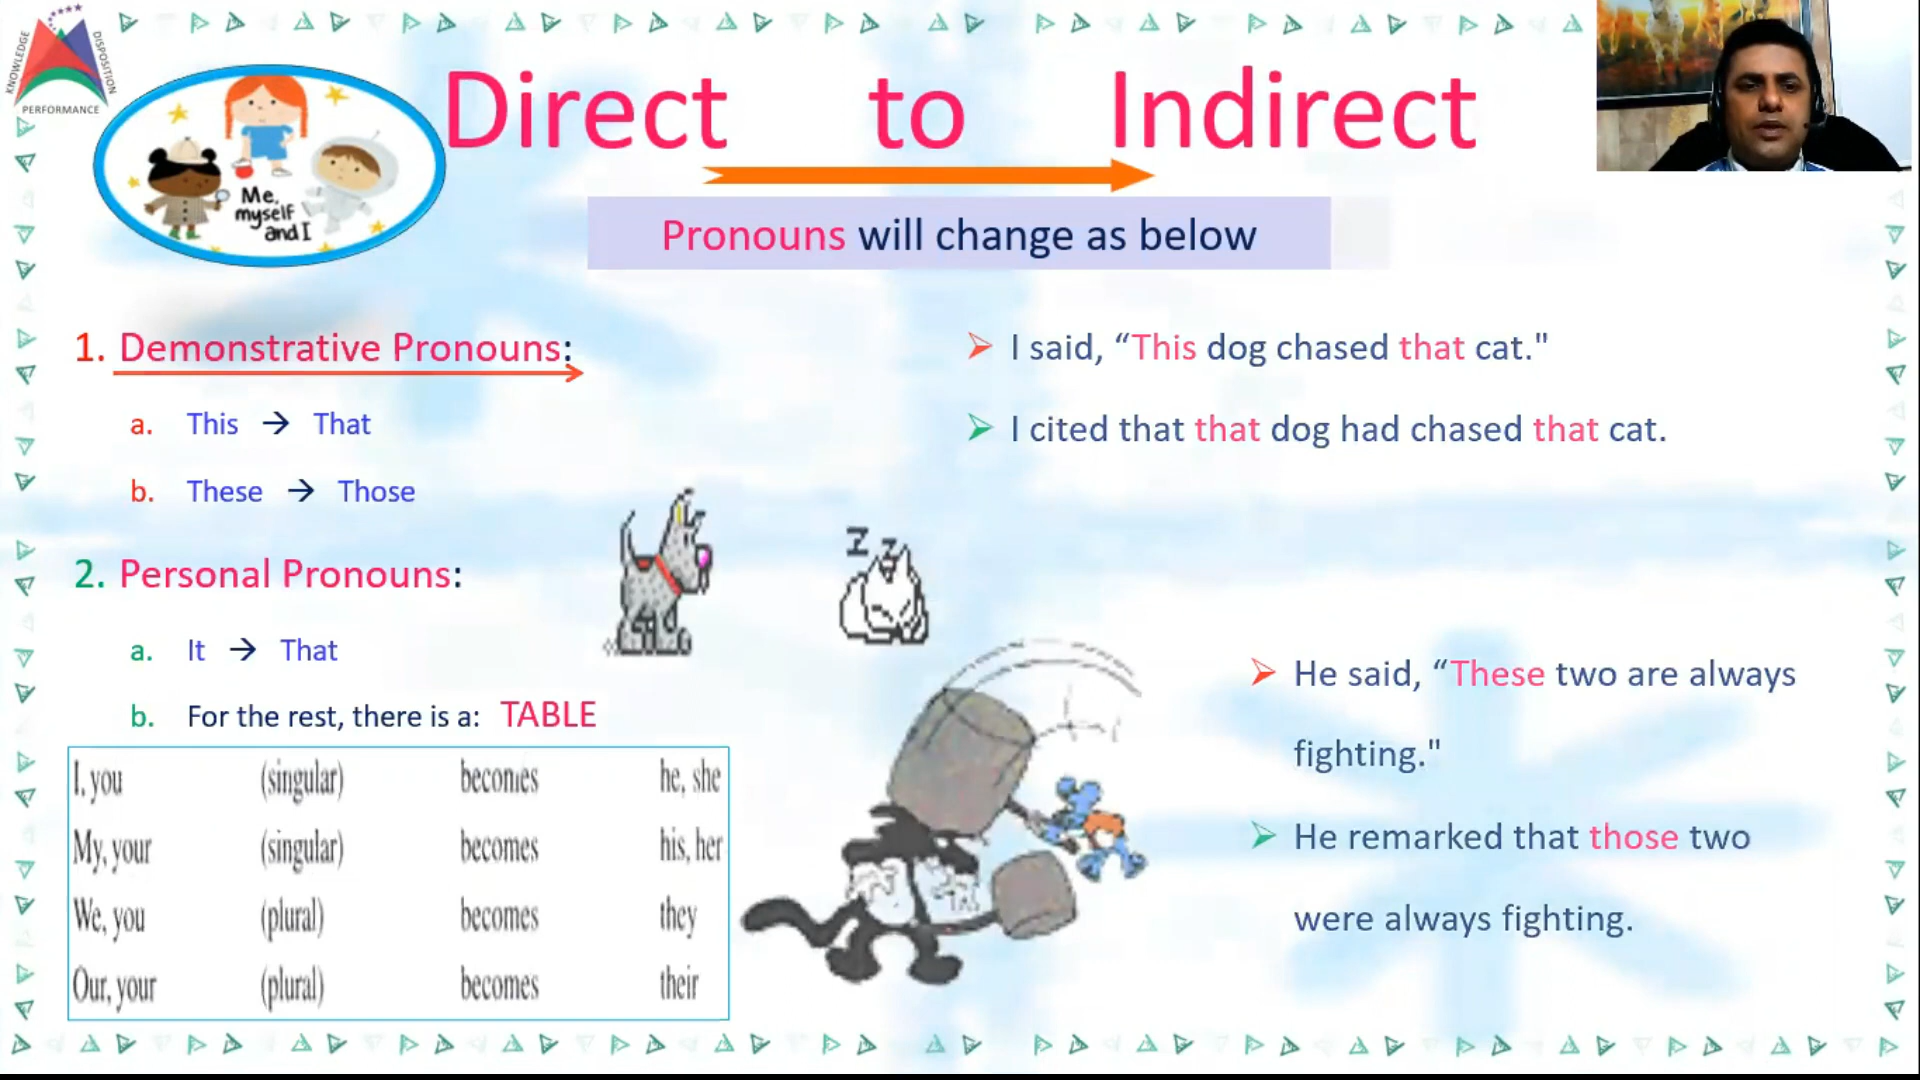 KNOWLEDGE
DISPOSITION
PERFORMANCE
Me,
myself
and I
Direct to Indirect
Pronouns will change as below
1. Demonstrative Pronouns:
a. This → That
b. These → Those
2. Personal Pronouns:
a. It → That
b. For the rest, there is a: TABLE
I, you (singular) becomes he, she
My, your (singular) becomes his, her
We, you (plural) becomes they
Our, your (plural) becomes their
➢ I said, “This dog chased that cat."
➢ I cited that that dog had chased that cat.
Z Z
➢ He said, “These two are always
fighting."
➢ He remarked that those two
were always fighting.